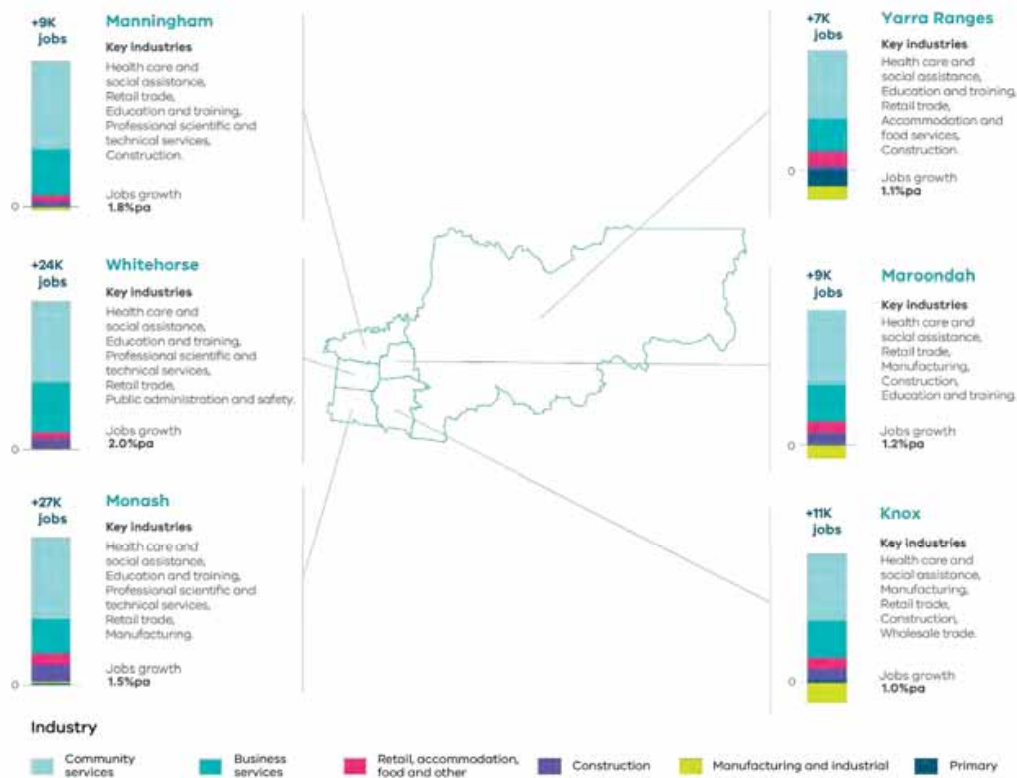 +9K
jobs
Manningham
Key industries
Health care and
social assistance,
Retail trade,
Education and training,
Professional scientific and
technical services,
Construction.
Jobs growth
1.8%pa
0
+24K
jobs
Whitehorse
Key industries
Health care and
social assistance,
Education and training,
Professional scientific and
technical services,
Retail trade,
Public administration and safety.
Jobs growth
2.0%pa
0
+27K
jobs
Monash
Key industries
Health care and
social assistance,
Education and training,
Professional scientific and
technical services,
Retail trade,
Manufacturing.
Jobs growth
1.5%pa
0
+7K
jobs
Yarra Ranges
Key industries
Health care and
social assistance,
Education and training,
Retail trade,
Accommodation and
food services,
Construction.
Jobs growth
1.1%pa
0
+9K
jobs
Maroondah
Key industries
Health care and
social assistance,
Retail trade,
Manufacturing,
Construction,
Education and training.
Jobs growth
1.2%pa
0
+11K
jobs
Knox
Key industries
Health care and
social assistance,
Manufacturing,
Retail trade,
Construction,
Wholesale trade.
Jobs growth
1.0%pa
0
Industry
Community
services
Business
services
Retail, accommodation,
food and other
Construction
Manufacturing and industrial
Primary